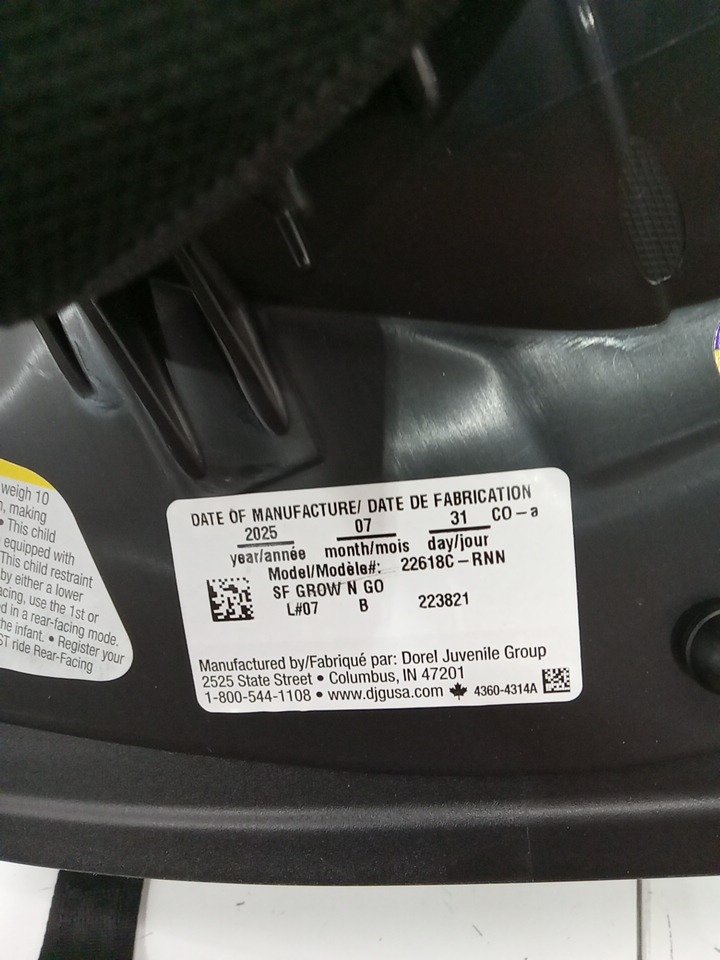 weigh 10
making
• This child
equipped with
This child restraint
by either a lower
use the 1st or
in a rear-facing mode.
the infant. • Register your
ride Rear-Facing
DATE OF MANUFACTURE/ DATE DE FABRICATION
2025 07 31 CO-a
year/année month/mois day/jour
Model/Modèle#: 22618C-RNN
SF GROW N GO
L#07 B 223821
Manufactured by/Fabriqué par: Dorel Juvenile Group
2525 State Street • Columbus, IN 47201
1-800-544-1108 • www.djgusa.com 4360-4314A